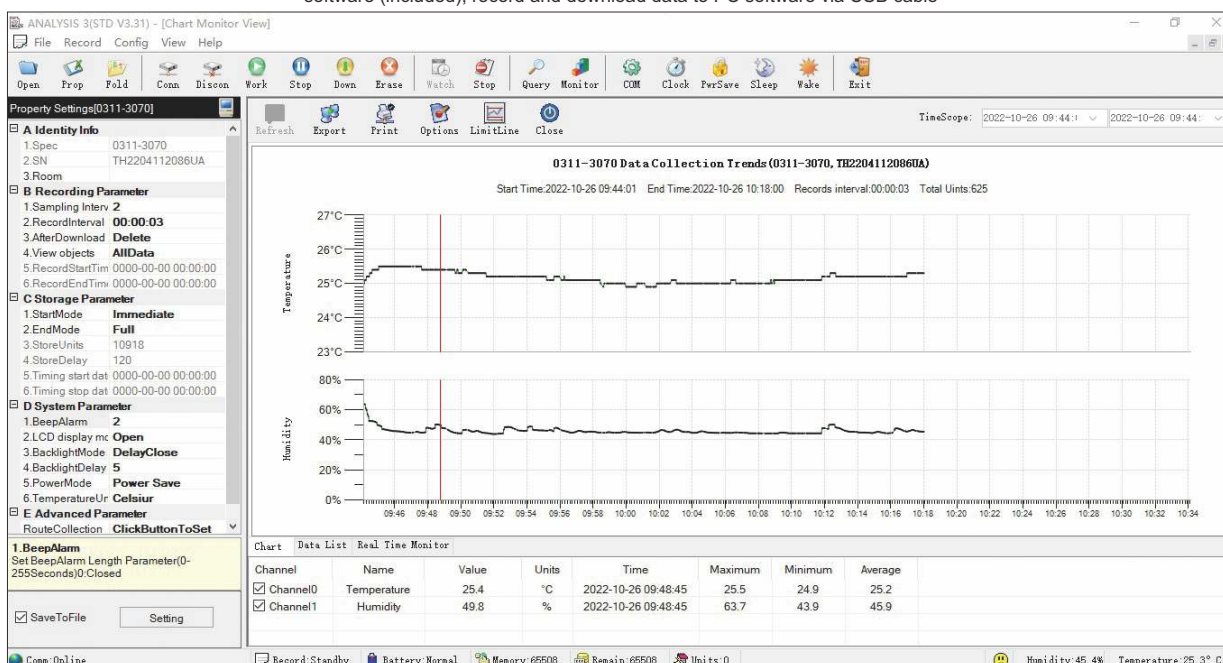 software (included), record and download data to PC software via USB cable
ANALYSIS 3(STD V3.31) - [Chart Monitor View]
File Record Config View Help
Open Prop Fold Conn Discon Work Stop Down Erase Watch Stop Query Monitor COM Clock PwrSave Sleep Wake Exit
Property Settings[0311-3070]
A Identity Info
1.Spec 0311-3070
2.SN TH2204112086UA
3.Room
B Recording Parameter
1.Sampling Interv 2
2.RecordInterval 00:00:03
3.AfterDownload Delete
4.View objects AllData
5.RecordStartTim 0000-00-00 00:00:00
6.RecordEndTim 0000-00-00 00:00:00
C Storage Parameter
1.StartMode Immediate
2.EndMode Full
3.StoreUnits 10918
4.StoreDelay 120
5.Timing start dat 0000-00-00 00:00:00
6.Timing stop dat 0000-00-00 00:00:00
D System Parameter
1.BeepAlarm 2
2.LCD display mc Open
3.BacklightMode DelayClose
4.BacklightDelay 5
5.PowerMode Power Save
6.TemperatureUr Celsiur
E Advanced Parameter
RouteCollection ClickButtonToSet
1.BeepAlarm
Set BeepAlarm Length Parameter(0-
255Seconds)0:Closed
SaveToFile Setting
Refresh Export Print Options LimitLine Close
TimeScope: 2022-10-26 09:44: 2022-10-26 09:44:
0311-3070 Data Collection Trends(0311-3070, TH2204112086UA)
Start Time:2022-10-26 09:44:01 End Time:2022-10-26 10:18:00 Records interval:00:00:03 Total Uints:625
Temperature
27°C
26°C
25°C
24°C
23°C
Humidity
80%
60%
40%
20%
0%
09:46 09:48 09:50 09:52 09:54 09:56 09:58 10:00 10:02 10:04 10:06 10:08 10:10 10:12 10:14 10:16 10:18 10:20 10:22 10:24 10:26 10:28 10:30 10:32 10:34
Chart Data List Real Time Monitor
Channel Name Value Units Time Maximum Minimum Average
Channel0 Temperature 25.4 °C 2022-10-26 09:48:45 25.5 24.9 25.2
Channel1 Humidity 49.8 % 2022-10-26 09:48:45 63.7 43.9 45.9
Comm:Online Record:Standby Battery:Normal Memory:65508 Remain:65508 Units:0 Humidity:45.4% Temperature:25.3° C